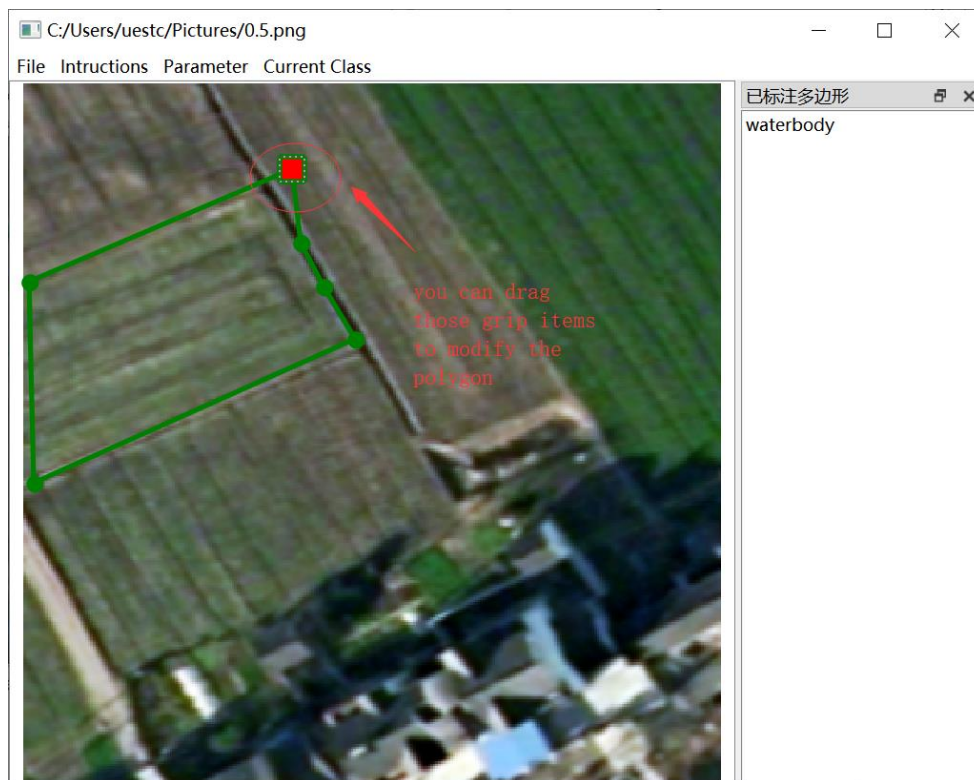 C:/Users/uestc/Pictures/0.5.png
File Intructions Parameter Current Class
已标注多边形
waterbody
you can drag
those grip items
to modify the
polygon